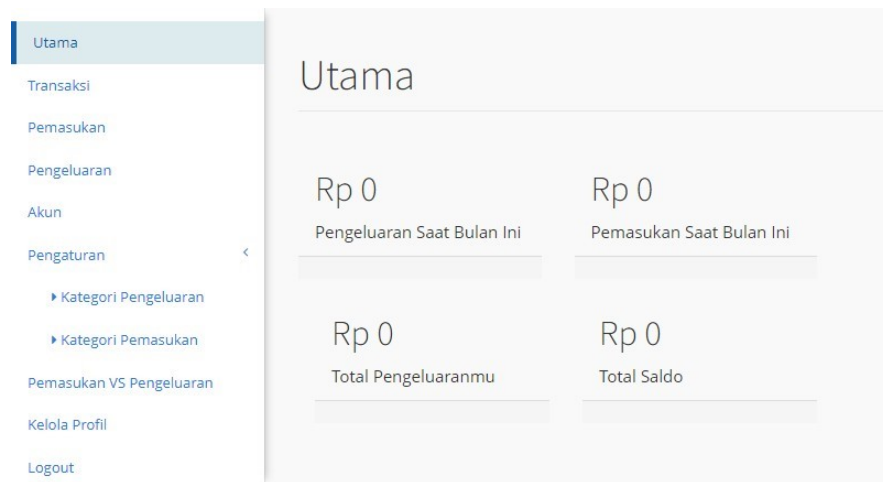 Utama
Transaksi
Pemasukan
Pengeluaran
Akun
Pengaturan
Kategori Pengeluaran
Kategori Pemasukan
Pemasukan VS Pengeluaran
Kelola Profil
Logout
Utama
Rp 0
Pengeluaran Saat Bulan Ini
Rp 0
Pemasukan Saat Bulan Ini
Rp 0
Total Pengeluaranmu
Rp 0
Total Saldo